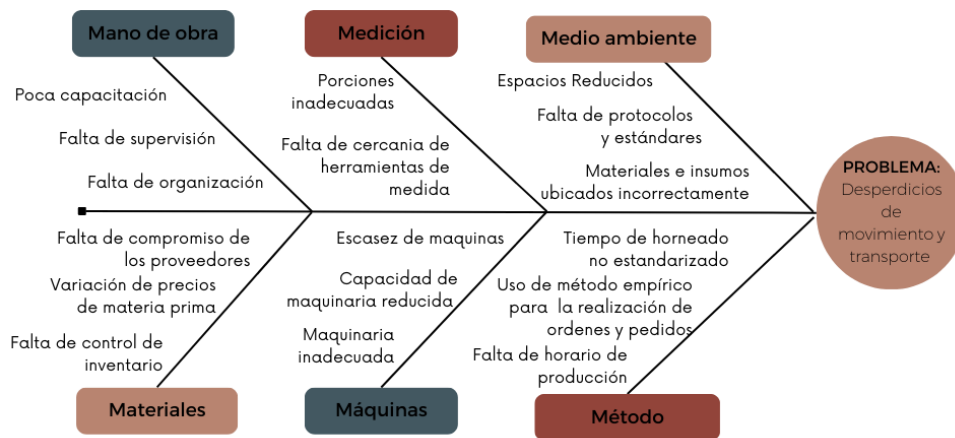 Mano de obra
Poca capacitación
Falta de supervisión
Falta de organización
Medición
Porciones
inadecuadas
Falta de cercania de
herramientas de
medida
Medio ambiente
Espacios Reducidos
Falta de protocolos
y estándares
Materiales e insumos
ubicados incorrectamente
PROBLEMA:
Desperdicios
de
movimiento y
transporte
Falta de compromiso de
los proveedores
Variación de precios
de materia prima
Falta de control de
inventario
Materiales
Escasez de maquinas
Capacidad de
maquinaria reducida
Maquinaria
inadecuada
Máquinas
Tiempo de horneado
no estandarizado
Uso de método empírico
para la realización de
ordenes y pedidos
Falta de horario de
producción
Método